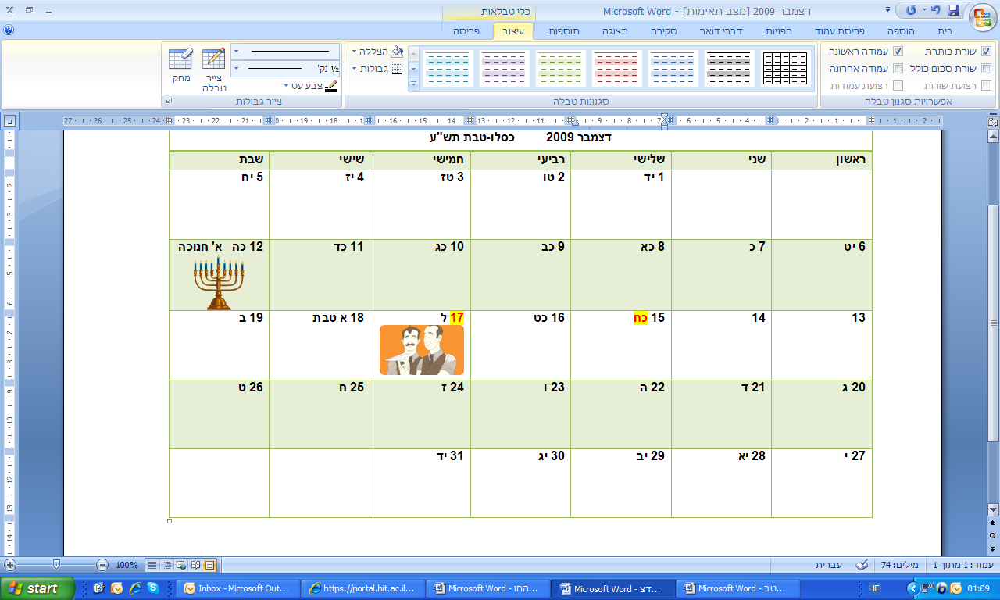 דצמבר 2009 [מצב תאימות] - Microsoft Word
כלי טבלאות
בית הוספה פריסת עמוד הפניות דברי דואר סקירה תצוגה תוספות עיצוב פריסה
שורת כותרת
עמודה ראשונה
שורת סכום כולל
עמודה אחרונה
רצועת שורות
רצועת עמודות
אפשרויות סגנון טבלה
סגנונות טבלה
הצללה
גבולות
½ נק'
צבע עט
צייר טבלה
מחק
צייר גבולות
דצמבר 2009 כסלו-טבת תש"ע
ראשון שני שלישי רביעי חמישי שישי שבת
1 יד 2 טו 3 טז 4 יז 5 יח
6 יט 7 כ 8 כא 9 כב 10 כג 11 כד 12 כה א' חנוכה
13 14 15 כח 16 כט 17 ל 18 א טבת 19 ב
20 ג 21 ד 22 ה 23 ו 24 ז 25 ח 26 ט
27 י 28 יא 29 יב 30 יג 31 יד
עמוד: 1 מתוך 1 מילים: 74 עברית 100%
start Inbox - Microsoft Out... https://portal.hit.ac.il... Microsoft Word - החו... Microsoft Word - דצ... Microsoft Word - טב... HE 01:09